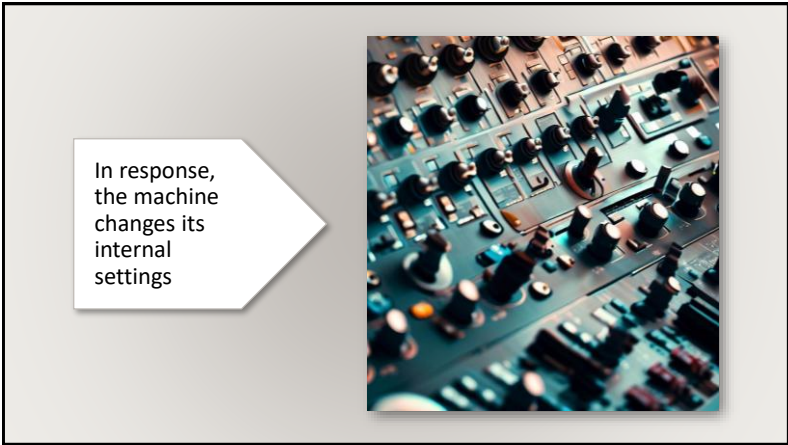 In response,
the machine
changes its
internal
settings